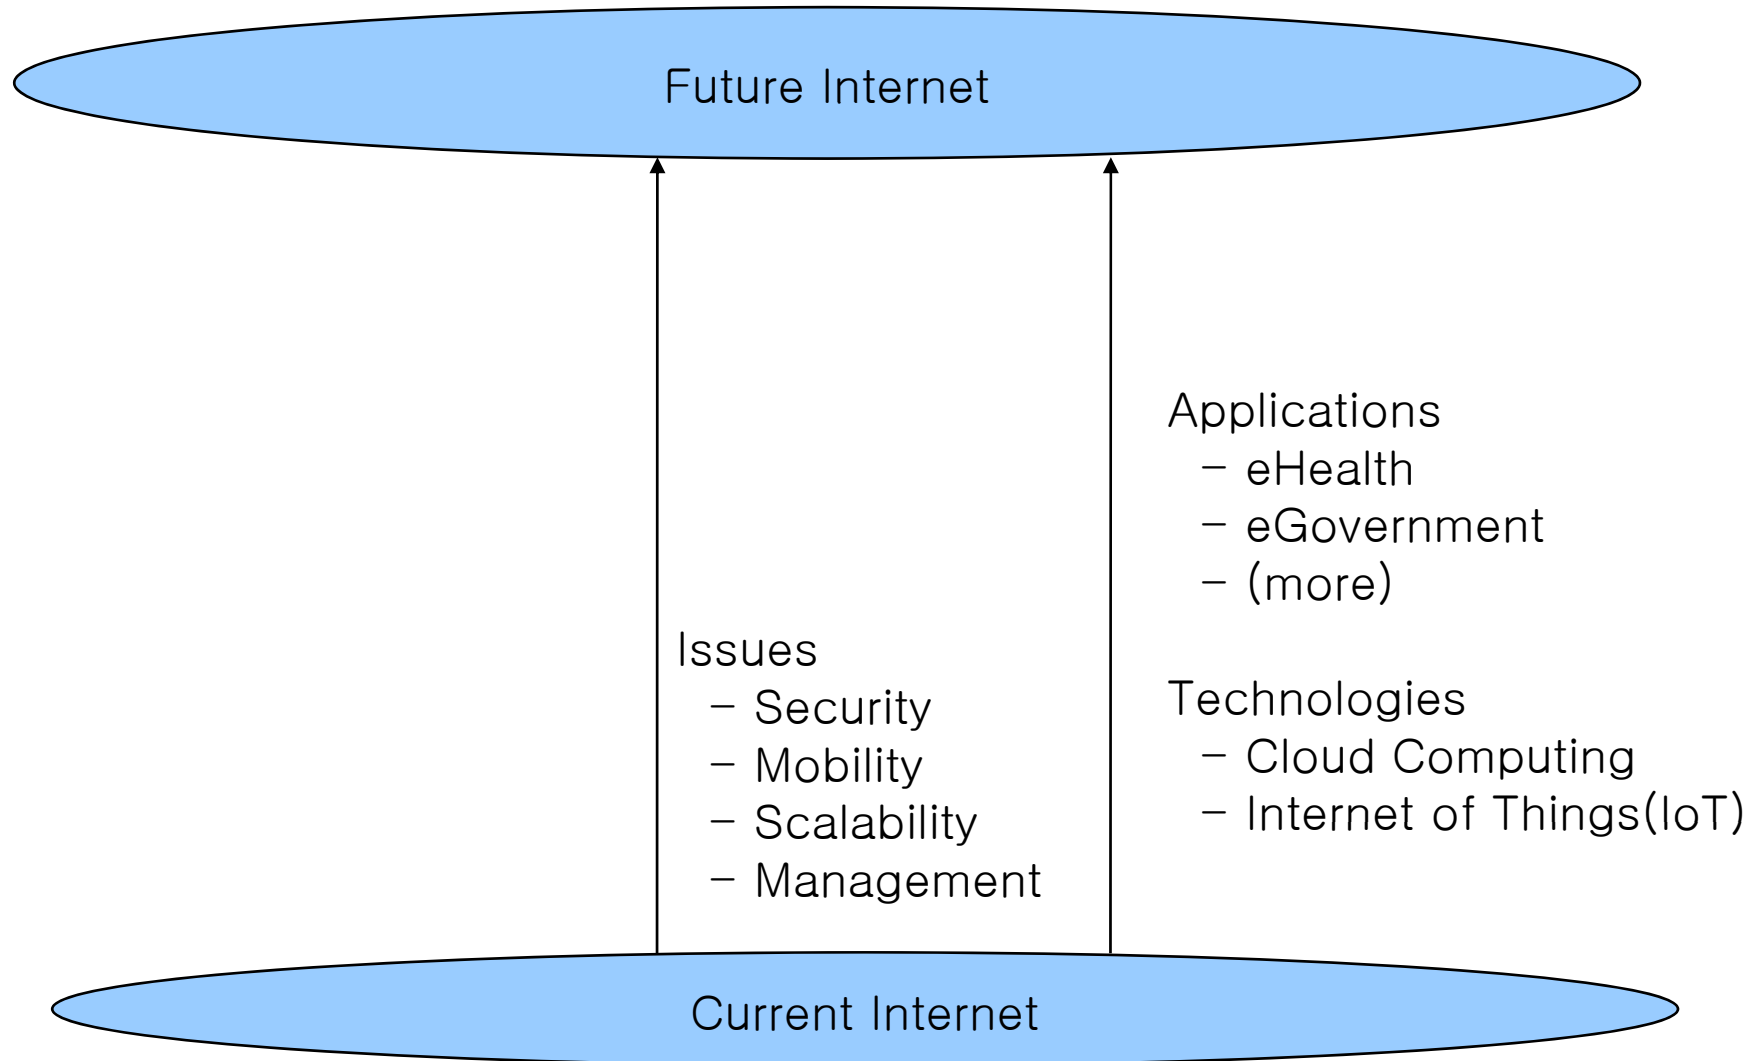 Future Internet
Applications
- eHealth
- eGovernment
- (more)
Issues
- Security
- Mobility
- Scalability
- Management
Technologies
- Cloud Computing
- Internet of Things(IoT)
Current Internet